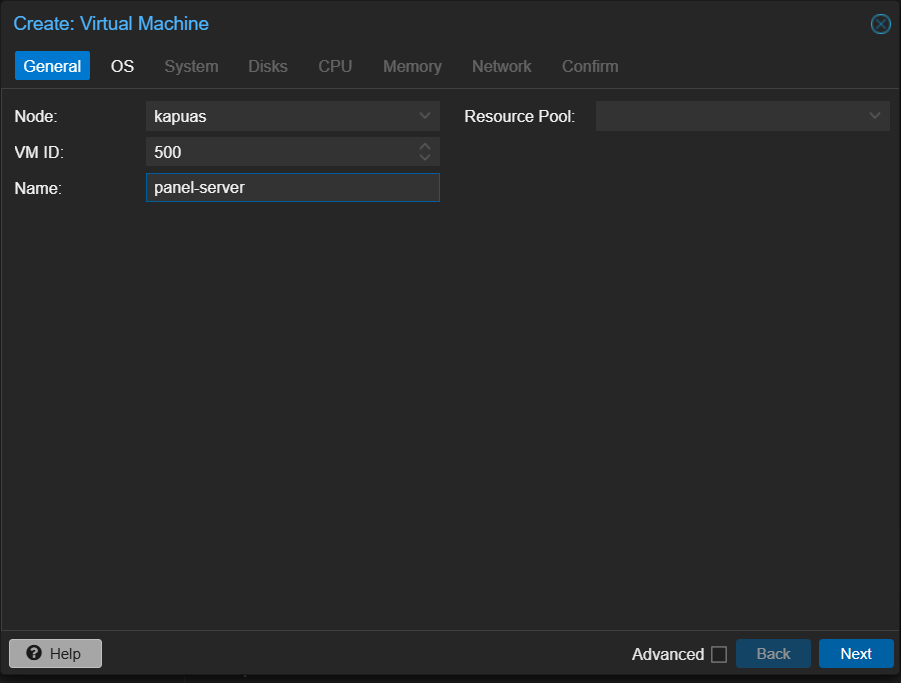 Create: Virtual Machine
General OS System Disks CPU Memory Network Confirm
Node: kapuas Resource Pool:
VM ID: 500
Name: panel-server
Help Advanced Back Next